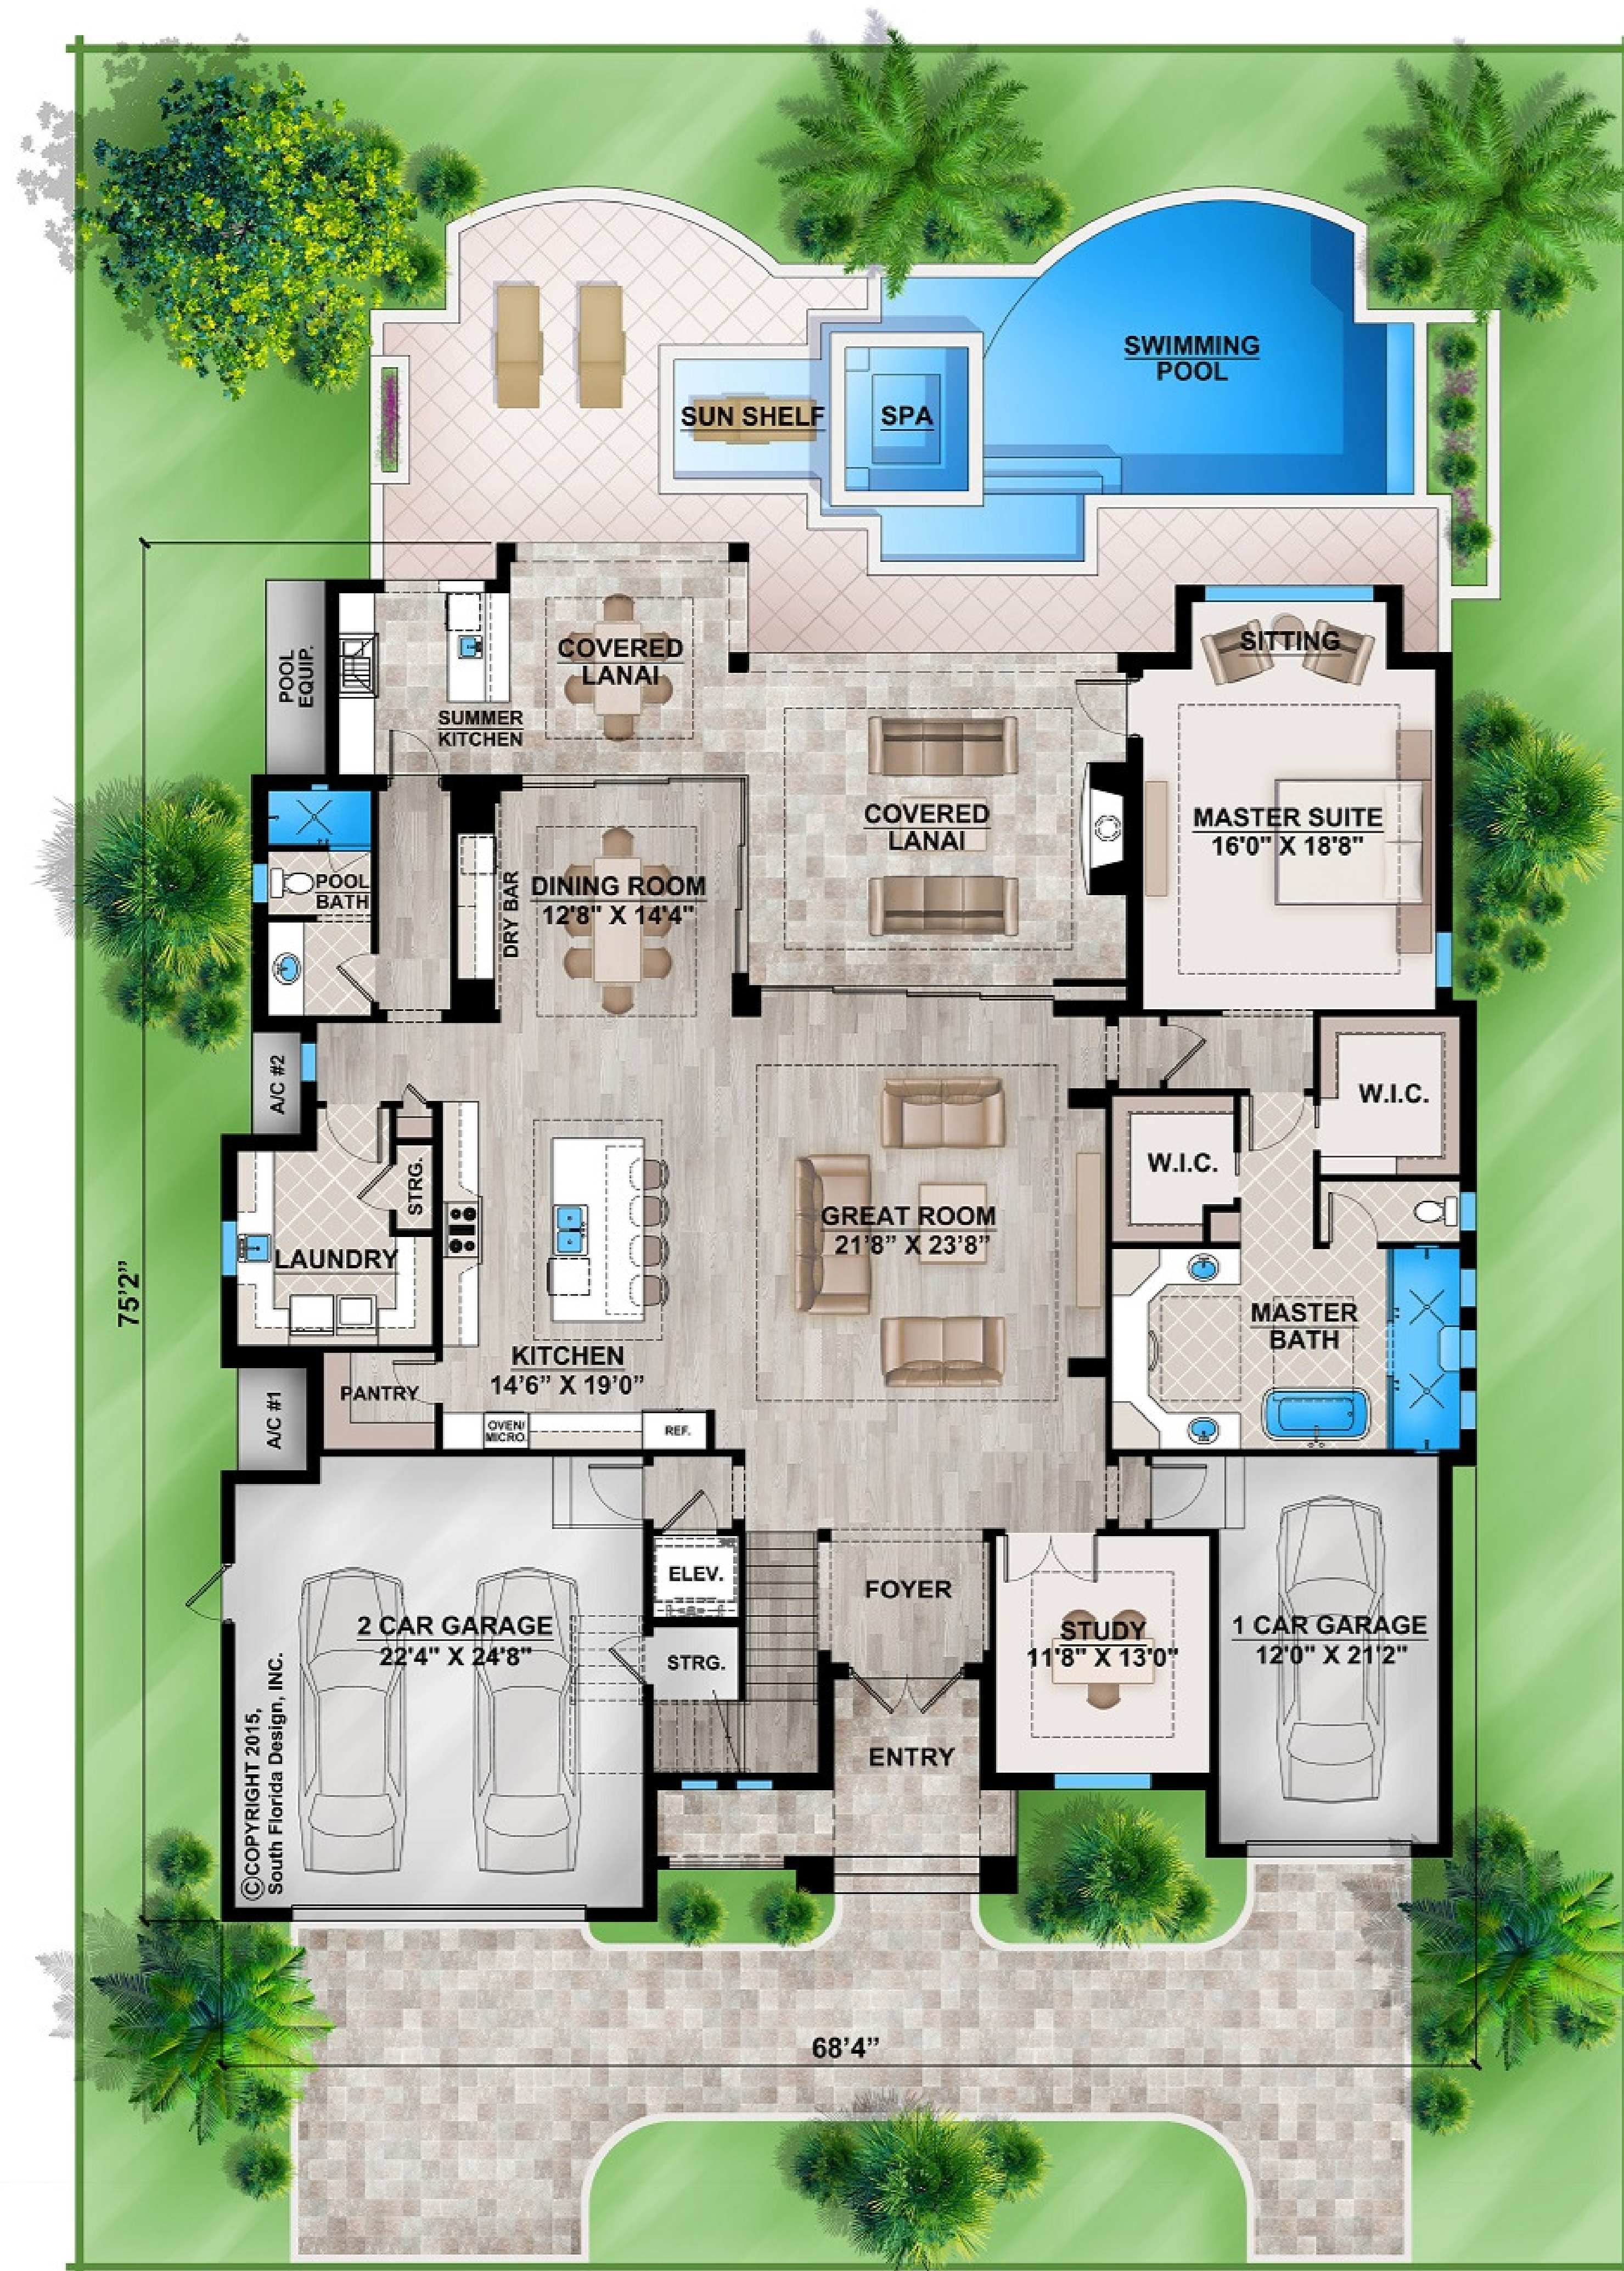 SWIMMING
POOL
SUN SHELF
SPA
POOL
EQUIP.
COVERED
LANAI
SITTING
SUMMER
KITCHEN
COVERED
LANAI
MASTER SUITE
16'0" X 18'8"
POOL
BATH
DRY BAR
DINING ROOM
12'8" X 14'4"
A/C #2
W.I.C.
W.I.C.
STRG.
LAUNDRY
GREAT ROOM
21'8" X 23'8"
75'2"
MASTER
BATH
KITCHEN
14'6" X 19'0"
PANTRY
A/C #1
OVEN/
MICRO.
REF.
ELEV.
FOYER
2 CAR GARAGE
22'4" X 24'8"
STRG.
STUDY
11'8" X 13'0"
1 CAR GARAGE
12'0" X 21'2"
©COPYRIGHT 2015,
South Florida Design, INC.
ENTRY
68'4"